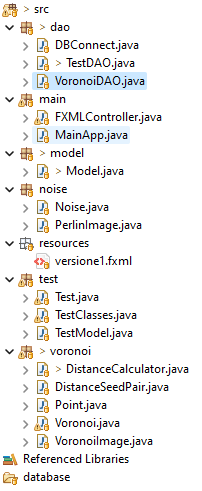 > src
> dao
DBConnect.java
> TestDAO.java
VoronoiDAO.java
main
FXMLController.java
MainApp.java
> model
> Model.java
noise
Noise.java
PerlinImage.java
resources
versione1.fxml
test
Test.java
TestClasses.java
TestModel.java
> voronoi
> DistanceCalculator.java
DistanceSeedPair.java
Point.java
Voronoi.java
VoronoiImage.java
Referenced Libraries
database